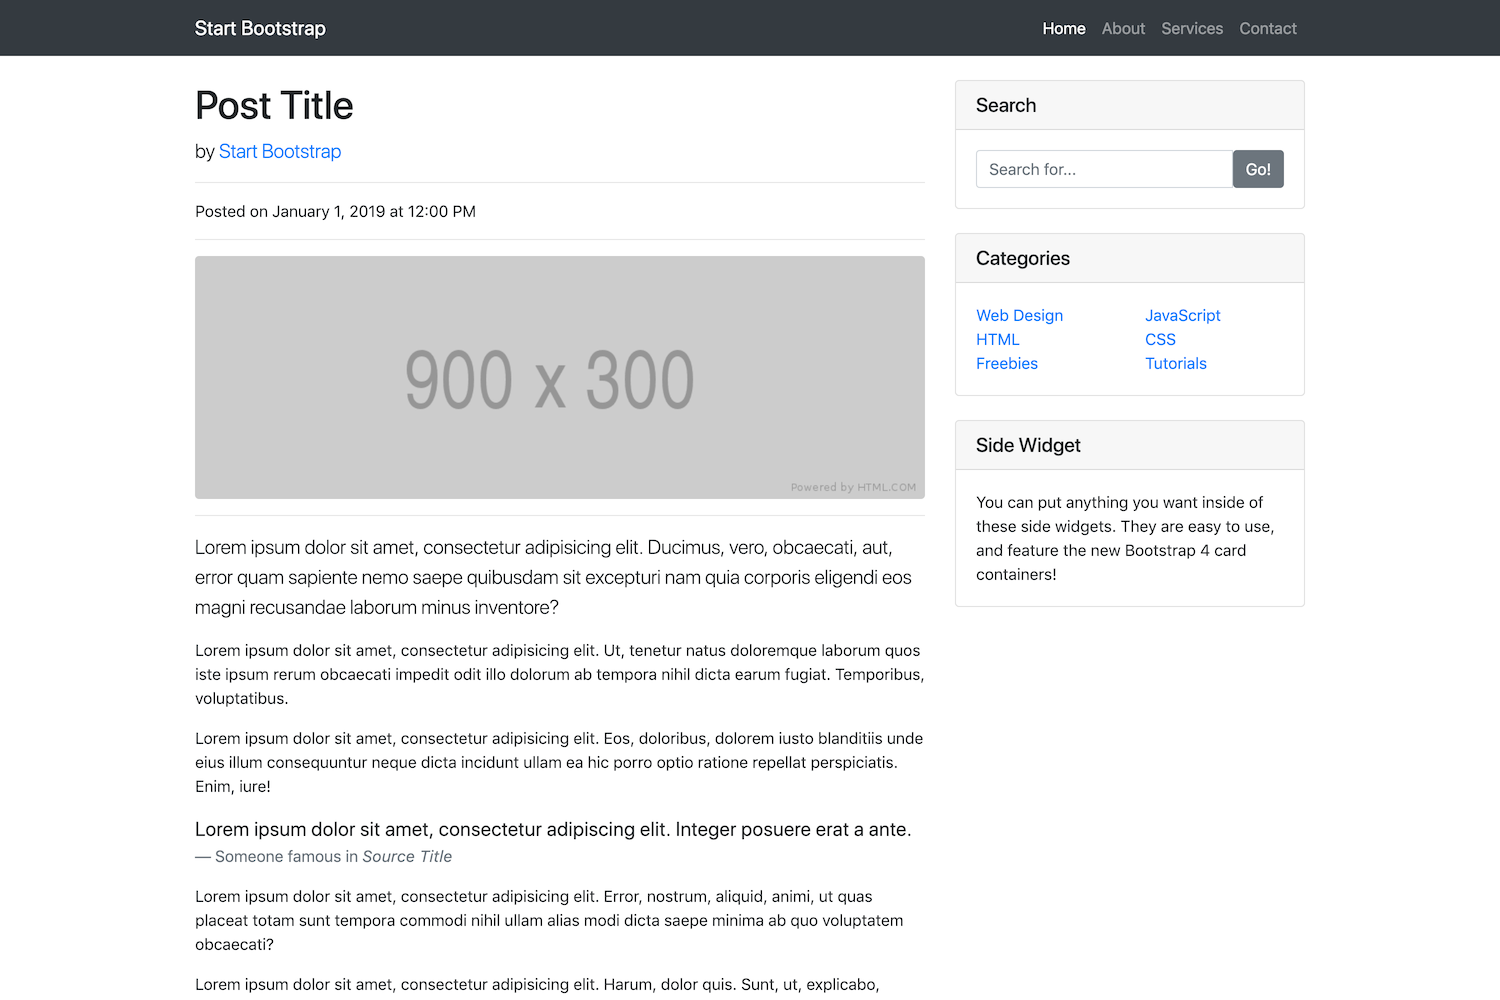 Start Bootstrap
Home About Services Contact
Post Title
by Start Bootstrap
Posted on January 1, 2019 at 12:00 PM
900 x 300
Powered by HTML.COM
Lorem ipsum dolor sit amet, consectetur adipisicing elit. Ducimus, vero, obcaecati, aut,
error quam sapiente nemo saepe quibusdam sit excepturi nam quia corporis eligendi eos
magni recusandae laborum minus inventore?
Lorem ipsum dolor sit amet, consectetur adipisicing elit. Ut, tenetur natus doloremque laborum quos
iste ipsum rerum obcaecati impedit odit illo dolorum ab tempora nihil dicta earum fugiat. Temporibus,
voluptatibus.
Lorem ipsum dolor sit amet, consectetur adipisicing elit. Eos, doloribus, dolorem iusto blanditiis unde
eius illum consequuntur neque dicta incidunt ullam ea hic porro optio ratione repellat perspiciatis.
Enim, iure!
Lorem ipsum dolor sit amet, consectetur adipiscing elit. Integer posuere erat a ante.
— Someone famous in Source Title
Lorem ipsum dolor sit amet, consectetur adipisicing elit. Error, nostrum, aliquid, animi, ut quas
placeat totam sunt tempora commodi nihil ullam alias modi dicta saepe minima ab quo voluptatem
obcaecati?
Lorem ipsum dolor sit amet, consectetur adipisicing elit. Harum, dolor quis. Sunt, ut, explicabo,
Search
Search for...
Go!
Categories
Web Design
HTML
Freebies
JavaScript
CSS
Tutorials
Side Widget
You can put anything you want inside of
these side widgets. They are easy to use,
and feature the new Bootstrap 4 card
containers!